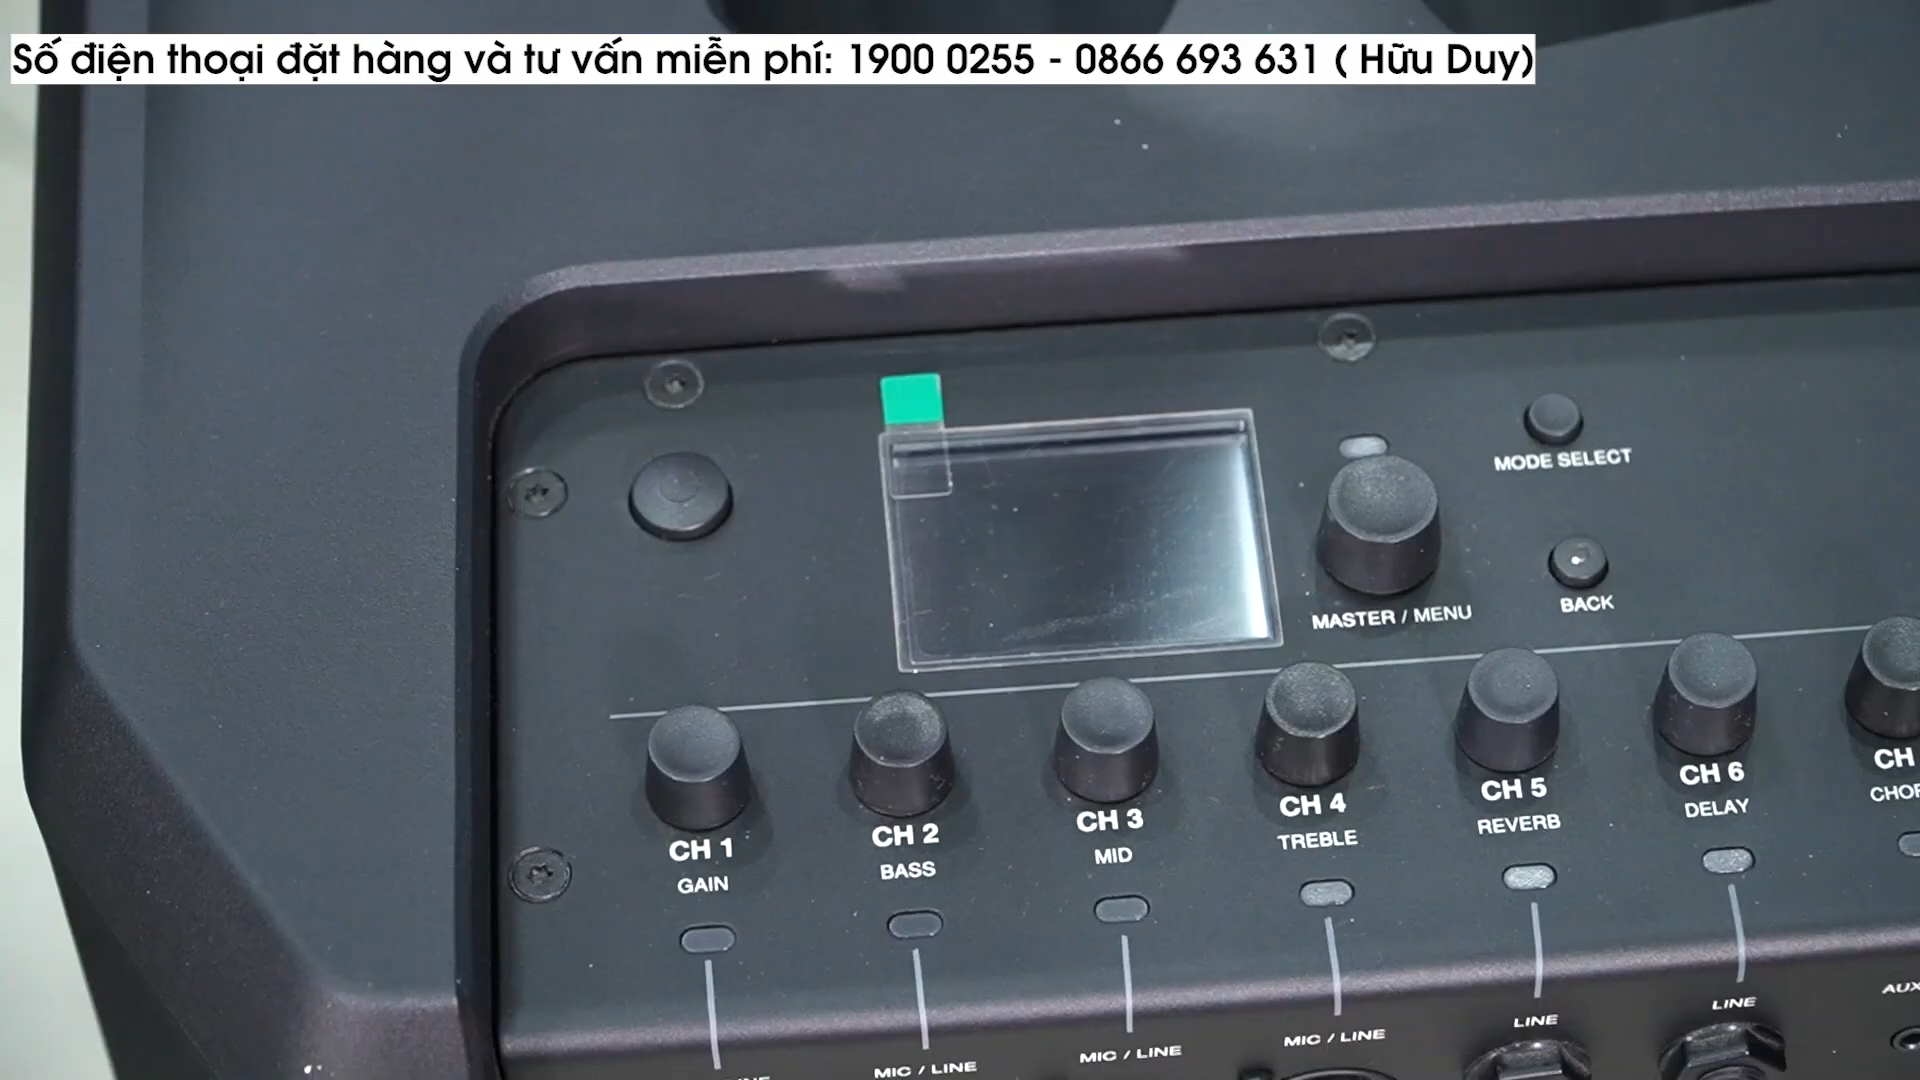 Số điện thoại đặt hàng và tư vấn miễn phí: 1900 0255 - 0866 693 631 ( Hữu Duy)
MODE SELECT
MASTER / MENU
BACK
CH 1
GAIN
CH 2
BASS
CH 3
MID
CH 4
TREBLE
CH 5
REVERB
CH 6
DELAY
CH
MIC / LINE
MIC / LINE
MIC / LINE
LINE
LINE
AUX